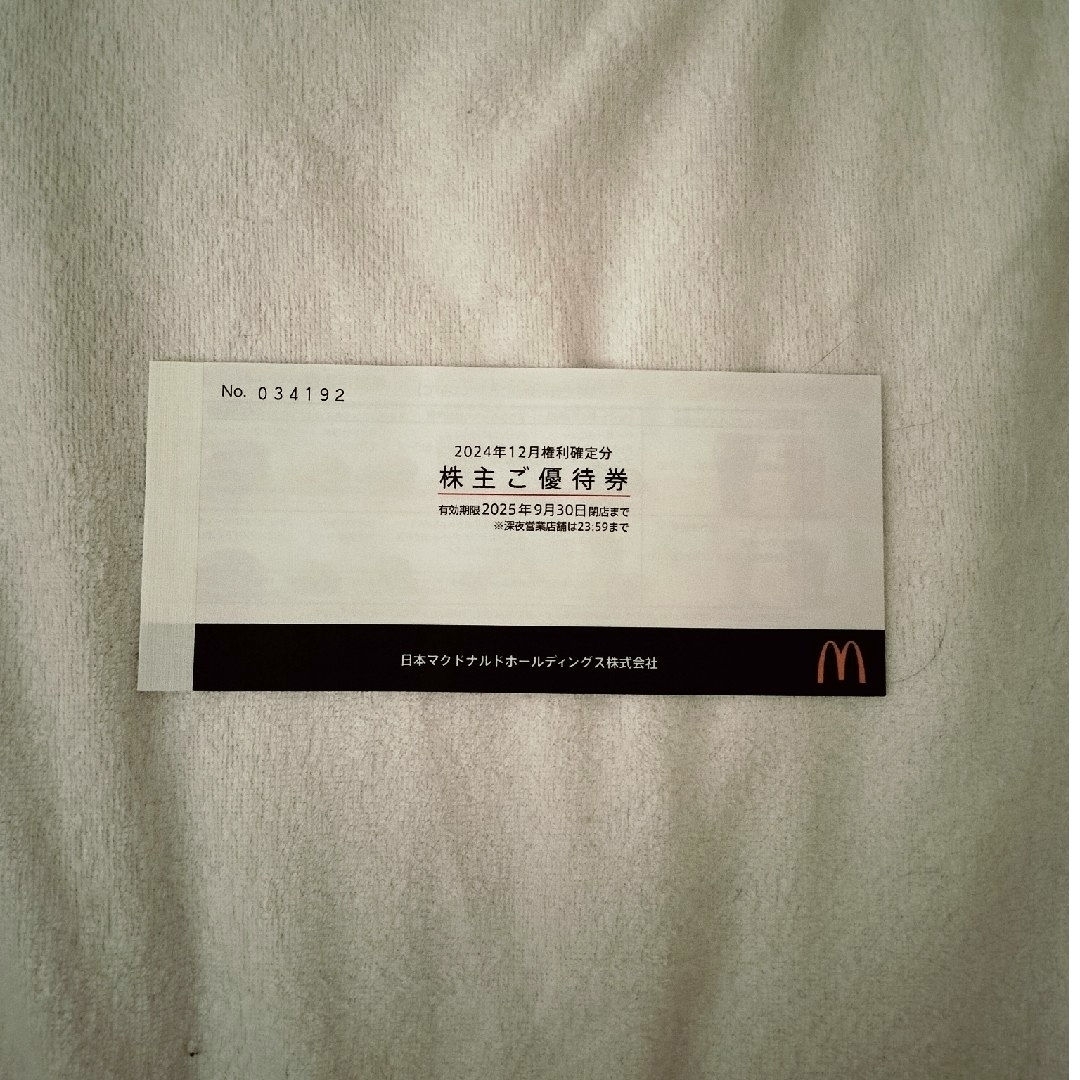 No. 034192
2024年12月権利確定分
株主ご優待券
有効期限2025年9月30日閉店まで
※深夜営業店舗は23:59まで
日本マクドナルドホールディングス株式会社